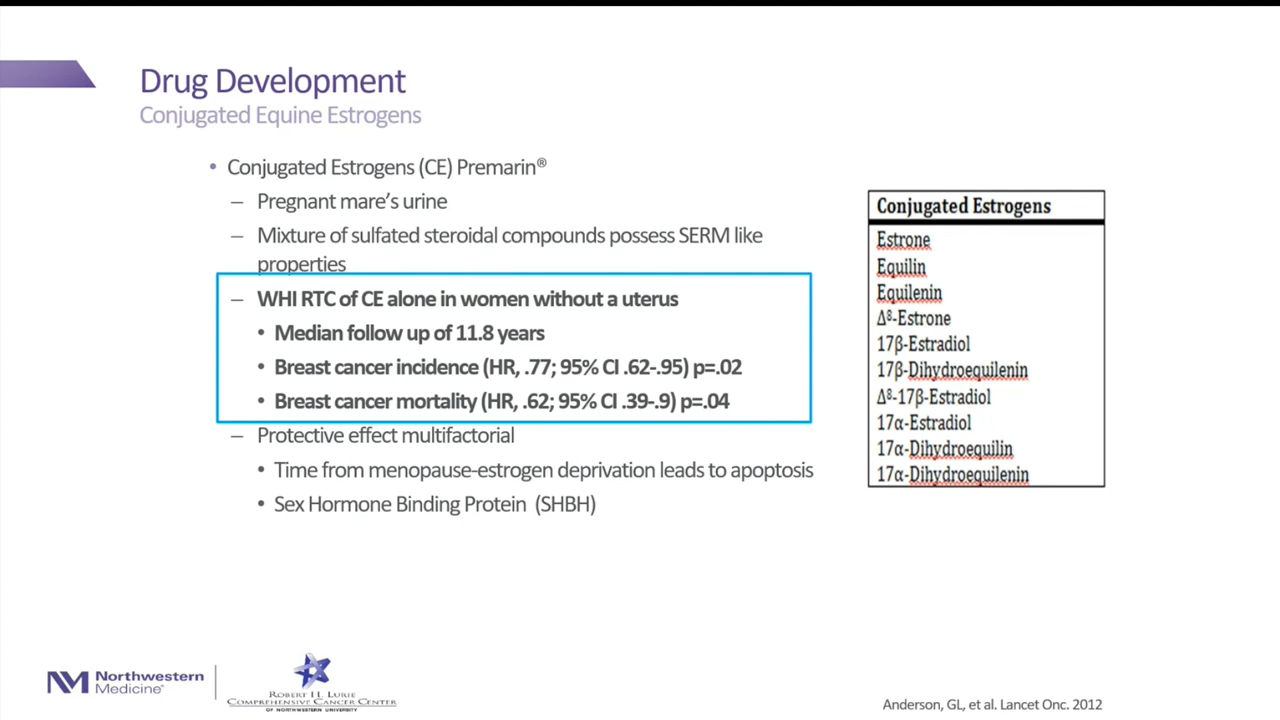 Drug Development
Conjugated Equine Estrogens
• Conjugated Estrogens (CE) Premarin®
– Pregnant mare's urine
– Mixture of sulfated steroidal compounds possess SERM like
properties
– WHI RTC of CE alone in women without a uterus
• Median follow up of 11.8 years
• Breast cancer incidence (HR, .77; 95% CI .62-.95) p=.02
• Breast cancer mortality (HR, .62; 95% CI .39-.9) p=.04
– Protective effect multifactorial
• Time from menopause-estrogen deprivation leads to apoptosis
• Sex Hormone Binding Protein (SHBH)
Conjugated Estrogens
Estrone
Equilin
Equilenin
Δ⁸-Estrone
17β-Estradiol
17β-Dihydroequilenin
Δ⁸-17β-Estradiol
17α-Estradiol
17α-Dihydroequilin
17α-Dihydroequilenin
NM Northwestern
Medicine®
ROBERT H. LURIE
COMPREHENSIVE CANCER CENTER
OF NORTHWESTERN UNIVERSITY
Anderson, GL, et al. Lancet Onc. 2012